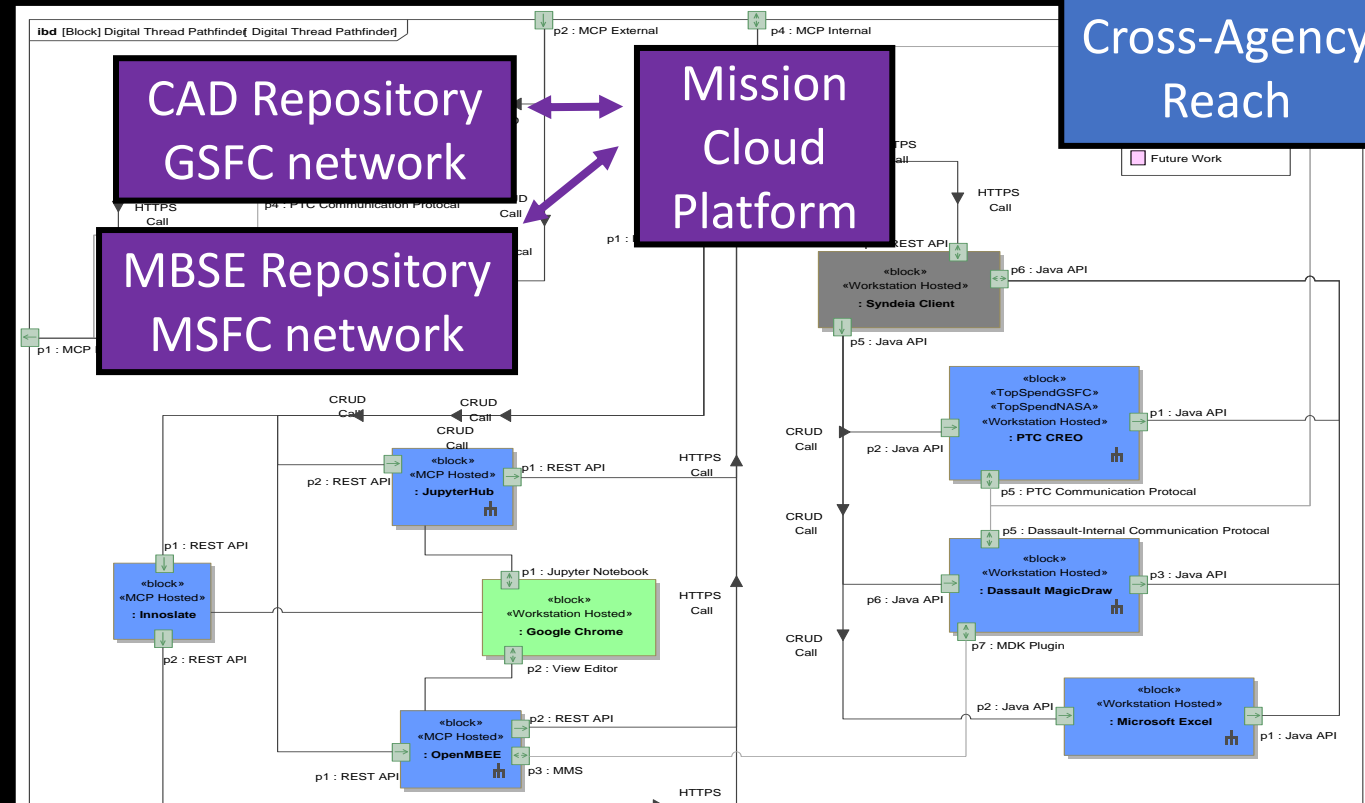 ibd [Block] Digital Thread Pathfinder[ Digital Thread Pathfinder]
p2 : MCP External
p4 : MCP Internal
Cross-Agency
Reach
CAD Repository
GSFC network
Mission
Cloud
Platform
Future Work
HTTPS
Call
p4 : PTC Communication Protocal
Call
HTTPS
Call
MBSE Repository
MSFC network
p1 :
REST API
p1 : MCP
«block»
«Workstation Hosted»
: Syndeia Client
p6 : Java API
p5 : Java API
CRUD
Call
CRUD
Call
CRUD
Call
«block»
«TopSpendGSFC»
«TopSpendNASA»
«Workstation Hosted»
: PTC CREO
p1 : Java API
CRUD
Call
p2 : Java API
p5 : PTC Communication Protocal
«block»
«MCP Hosted»
: JupyterHub
p2 : REST API
p1 : REST API
HTTPS
Call
CRUD
Call
p5 : Dassault-Internal Communication Protocal
«block»
«Workstation Hosted»
: Dassault MagicDraw
p3 : Java API
p6 : Java API
p7 : MDK Plugin
p1 : REST API
«block»
«MCP Hosted»
: Innoslate
p2 : REST API
p1 : Jupyter Notebook
«block»
«Workstation Hosted»
: Google Chrome
p2 : View Editor
HTTPS
Call
CRUD
Call
«block»
«MCP Hosted»
: OpenMBEE
p2 : REST API
p1 : REST API
p3 : MMS
«block»
«Workstation Hosted»
: Microsoft Excel
p2 : Java API
p1 : Java API
HTTPS